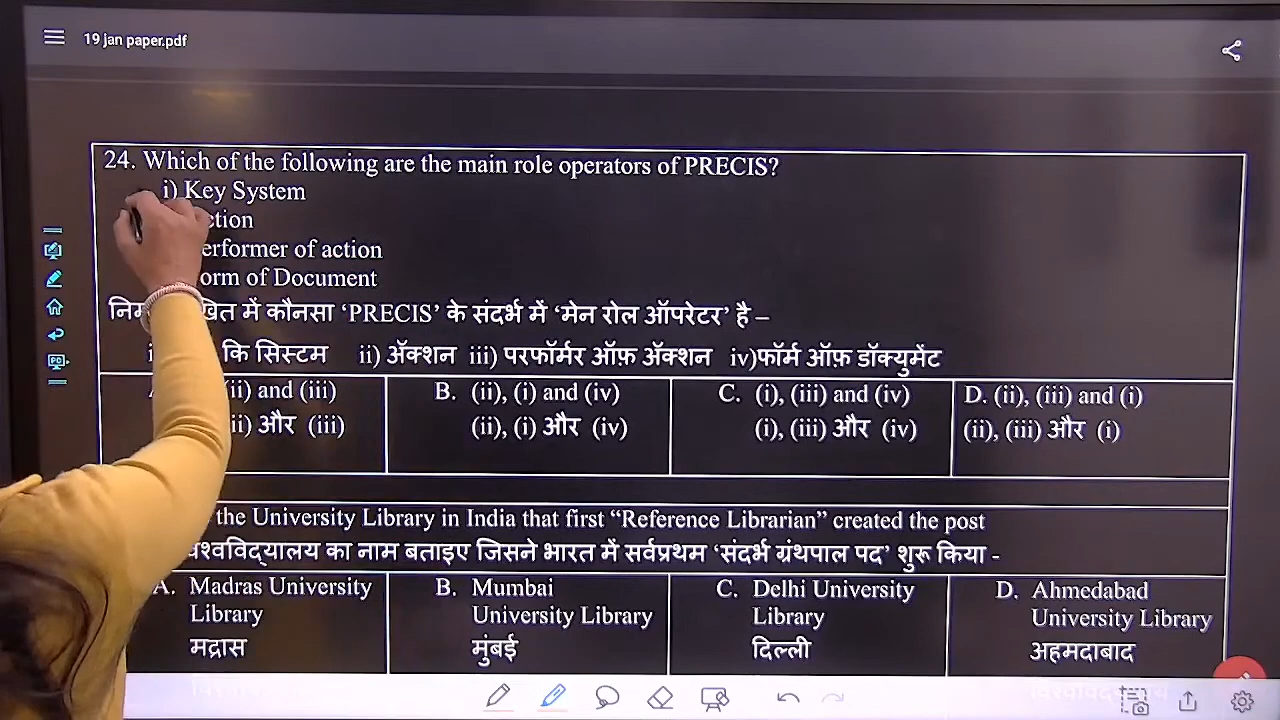 19 jan paper.pdf
24. Which of the following are the main role operators of PRECIS?
i) Key System
ction
erformer of action
orm of Document
में कौनसा ‘PRECIS’ के संदर्भ में ‘मेन रोल ऑपरेटर’ है –
कि सिस्टम ii) ॲक्शन iii) परफॉर्मर ऑफ़ ॲक्शन iv)फॉर्म ऑफ़ डॉक्युमेंट
ii) and (iii) B. (ii), (i) and (iv) C. (i), (iii) and (iv) D. (ii), (iii) and (i)
ii) और (iii) (ii), (i) और (iv) (i), (iii) और (iv) (ii), (iii) और (i)
the University Library in India that first “Reference Librarian” created the post
श्वविद्यालय का नाम बताइए जिसने भारत में सर्वप्रथम ‘संदर्भ ग्रंथपाल पद’ शुरू किया -
A. Madras University B. Mumbai C. Delhi University D. Ahmedabad
Library University Library Library University Library
मद्रास मुंबई दिल्ली अहमदाबाद